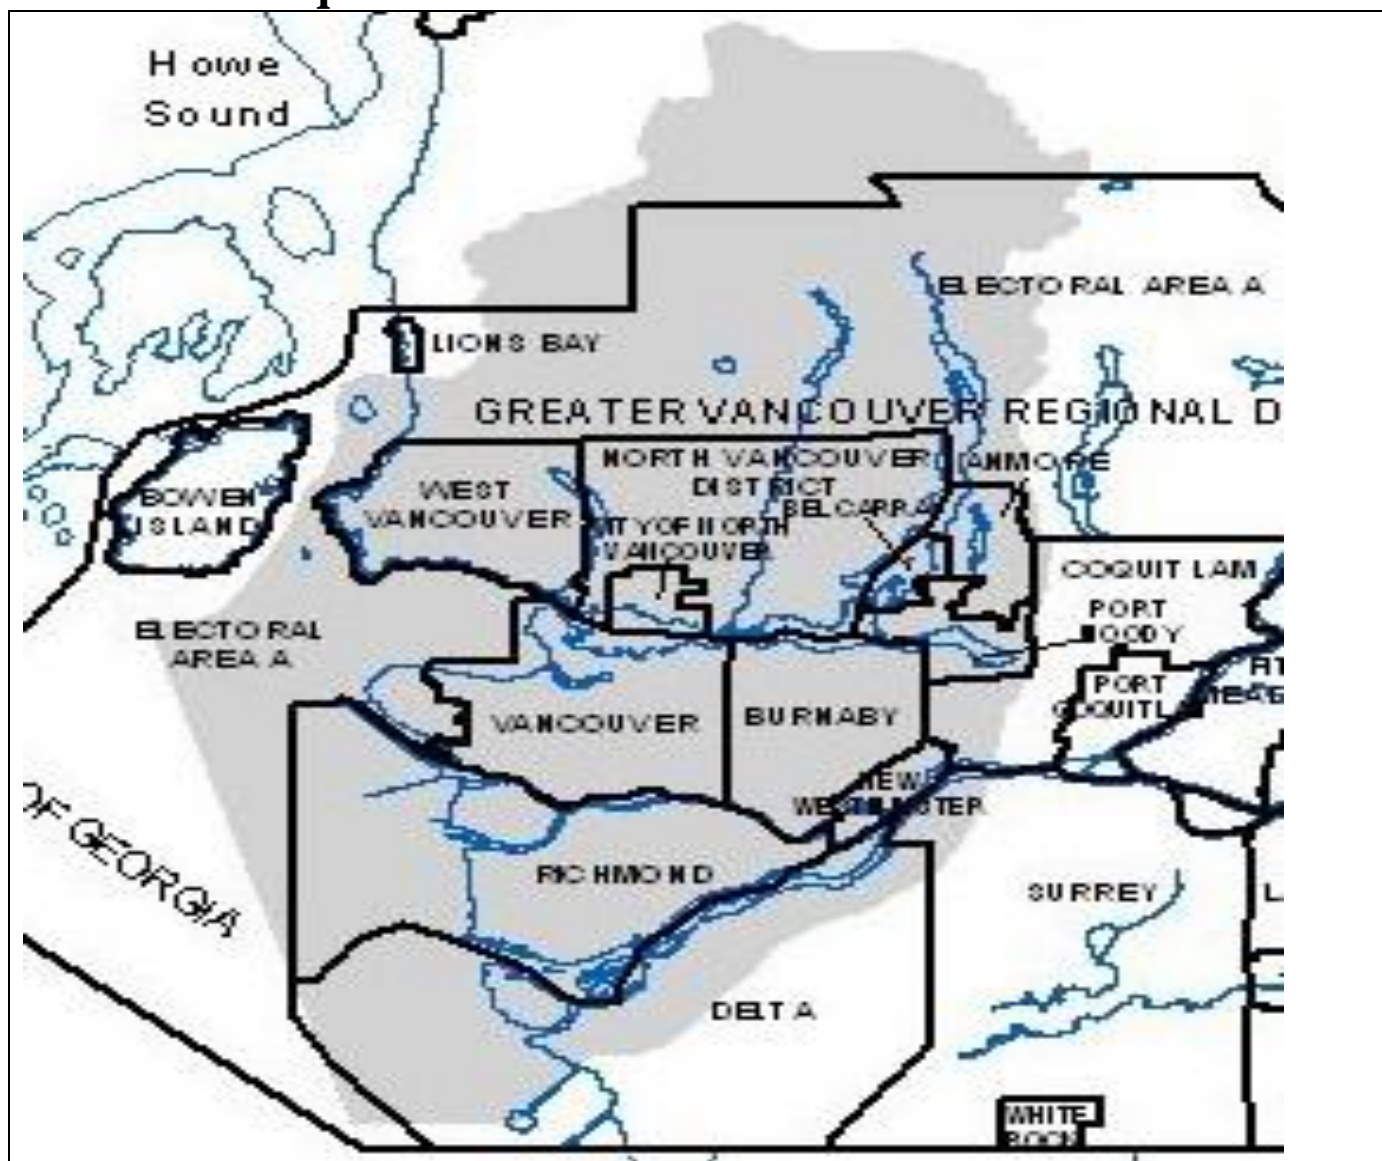 Howe
Sound
ELECTORAL AREA A
LIONS BAY
GREATER VANCOUVER REGIONAL D
NORTH VANCOUVER
DISTRICT
ANMORE
WEST
VANCOUVER
BELCARRA
BOWEN
ISLAND
ITY OF NORTH
VANCOUVER
COQUITLAM
PORT
MOODY
ELECTORAL
AREA A
PORT
COQUITLA
VANCOUVER
BURNABY
NEW
WESTMINSTER
OF GEORGIA
RICHMOND
SURREY
L
DELTA
WHITE
ROCK